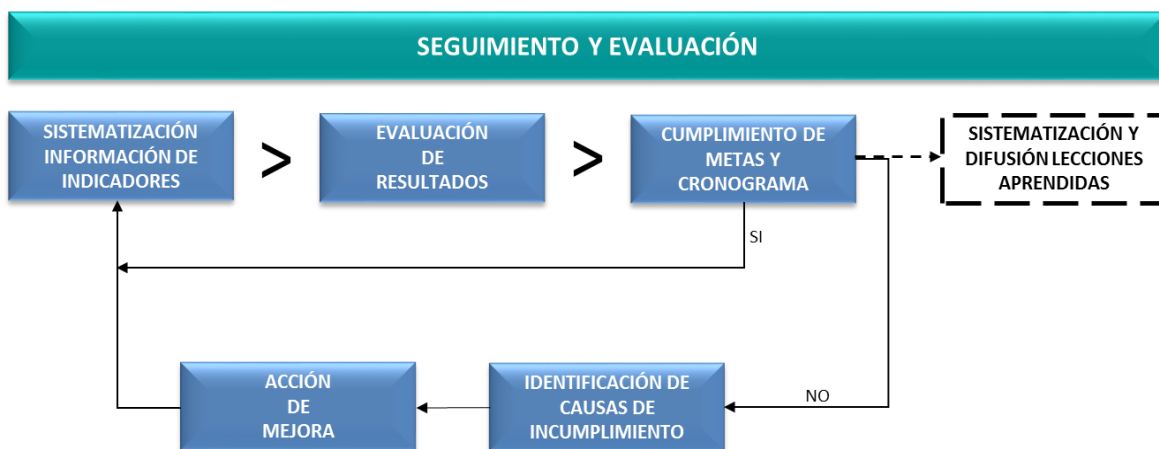 SEGUIMIENTO Y EVALUACIÓN
SISTEMATIZACIÓN
INFORMACIÓN DE
INDICADORES
>
EVALUACIÓN
DE
RESULTADOS
>
CUMPLIMIENTO DE
METAS Y
CRONOGRAMA
SISTEMATIZACIÓN Y
DIFUSIÓN LECCIONES
APRENDIDAS
SI
ACCIÓN
DE
MEJORA
IDENTIFICACIÓN DE
CAUSAS DE
INCUMPLIMIENTO
NO